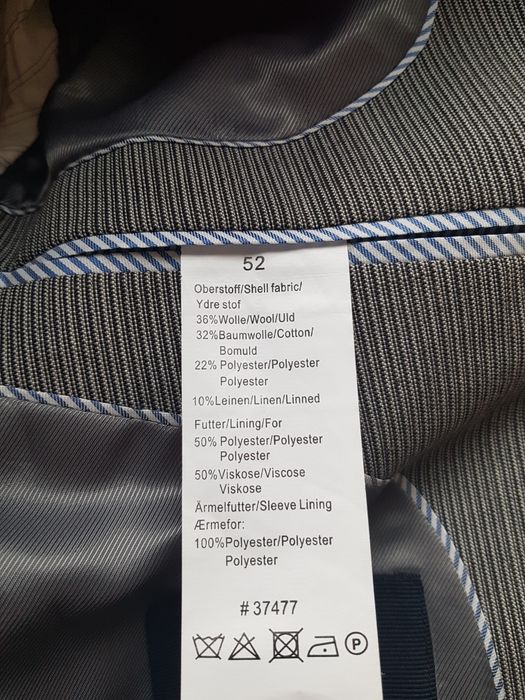 52
Oberstoff/Shell fabric/
Ydre stof
36%Wolle/Wool/Uld
32%Baumwolle/Cotton/
Bomuld
22% Polyester/Polyester
Polyester
10%Leinen/Linen/Linned
Futter/Lining/For
50% Polyester/Polyester
Polyester
50%Viskose/Viscose
Viskose
Ärmelfutter/Sleeve Lining
Ærmefor:
100%Polyester/Polyester
Polyester
#37477
P